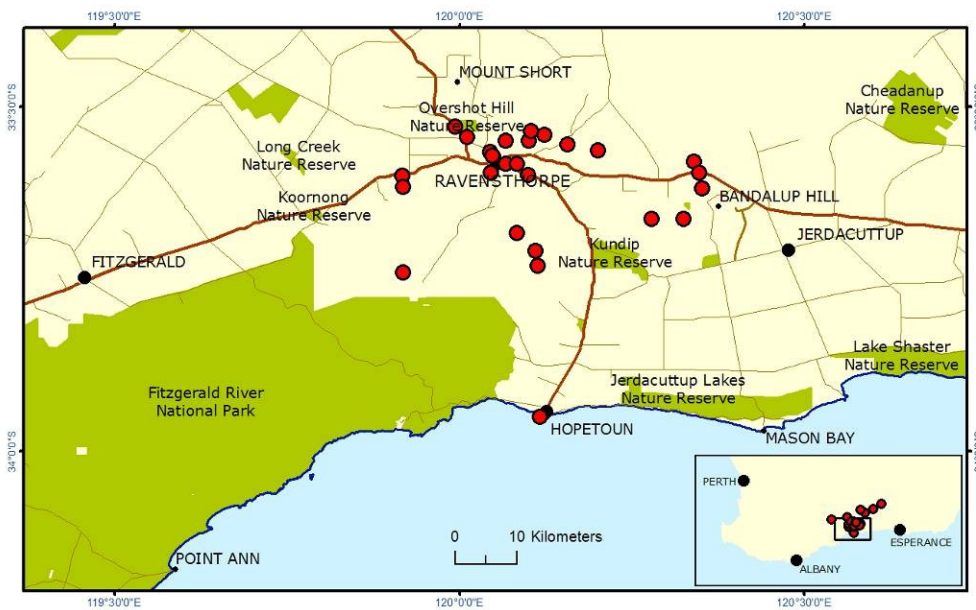 119°30'0"E
120°0'0"E
120°30'0"E
MOUNT SHORT
Cheadanup
Nature Reserve
33°30'0"S
Overshot Hill
Nature Reserve
Long Creek
Nature Reserve
RAVENSTHORPE
Koornong
Nature Reserve
BANDALUP HILL
JERDACUTTUP
Kundip
Nature Reserve
FITZGERALD
Lake Shaster
Nature Reserve
Fitzgerald River
National Park
Jerdacuttup Lakes
Nature Reserve
HOPETOUN
MASON BAY
34°0'0"S
PERTH
ESPERANCE
ALBANY
0
10 Kilometers
POINT ANN
119°30'0"E
120°0'0"E
120°30'0"E